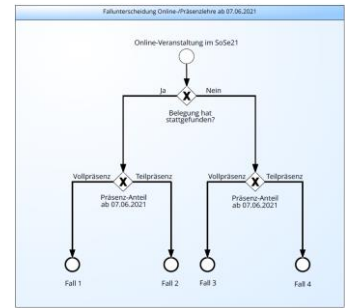 Fallunterscheidung Online-/Präsenzlehre ab 07.06.2021
Online-Veranstaltung im SoSe21
Ja
Nein
Belegung hat
stattgefunden?
Vollpräsenz
Teilpräsenz
Vollpräsenz
Teilpräsenz
Präsenz-Anteil
ab 07.06.2021
Präsenz-Anteil
ab 07.06.2021
Fall 1
Fall 2
Fall 3
Fall 4